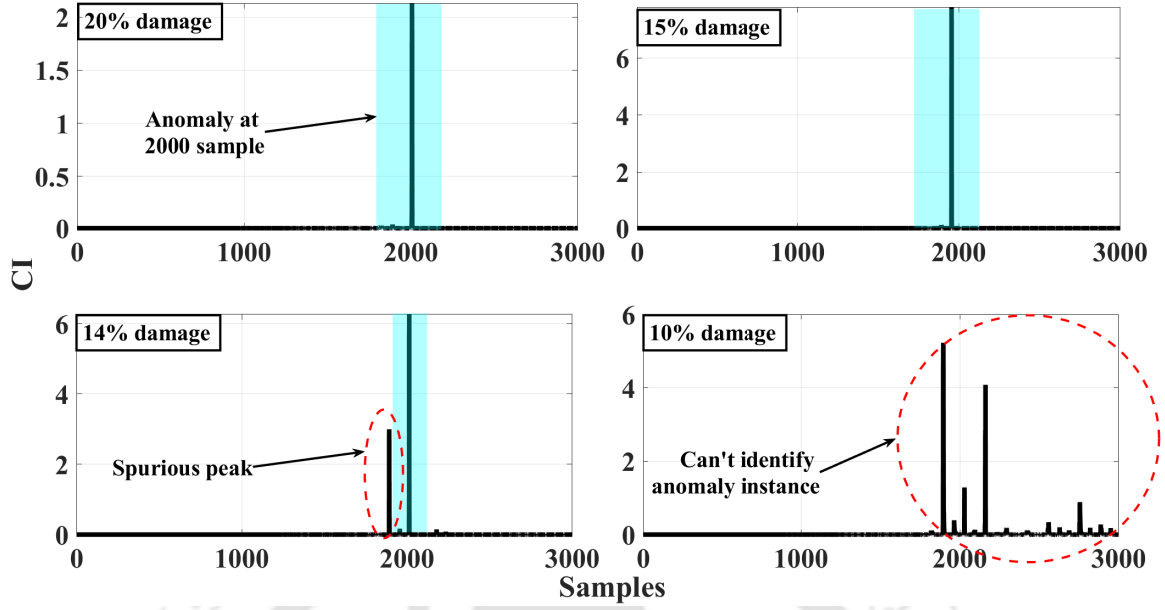 20% damage
2
1.5
1
0.5
0
Anomaly at
2000 sample
0 1000 2000 3000
15% damage
6
4
2
0
0 1000 2000 3000
CI
14% damage
6
4
2
0
Spurious peak
0 1000 2000 3000
10% damage
6
4
2
0
Can't identify
anomaly instance
0 1000 2000 3000
Samples